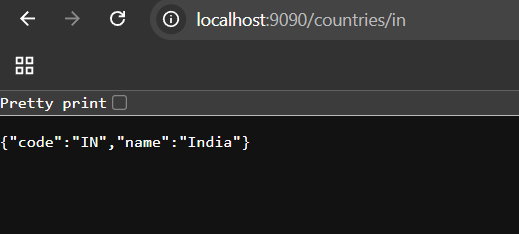 localhost:9090/countries/in
Pretty print
{"code":"IN","name":"India"}